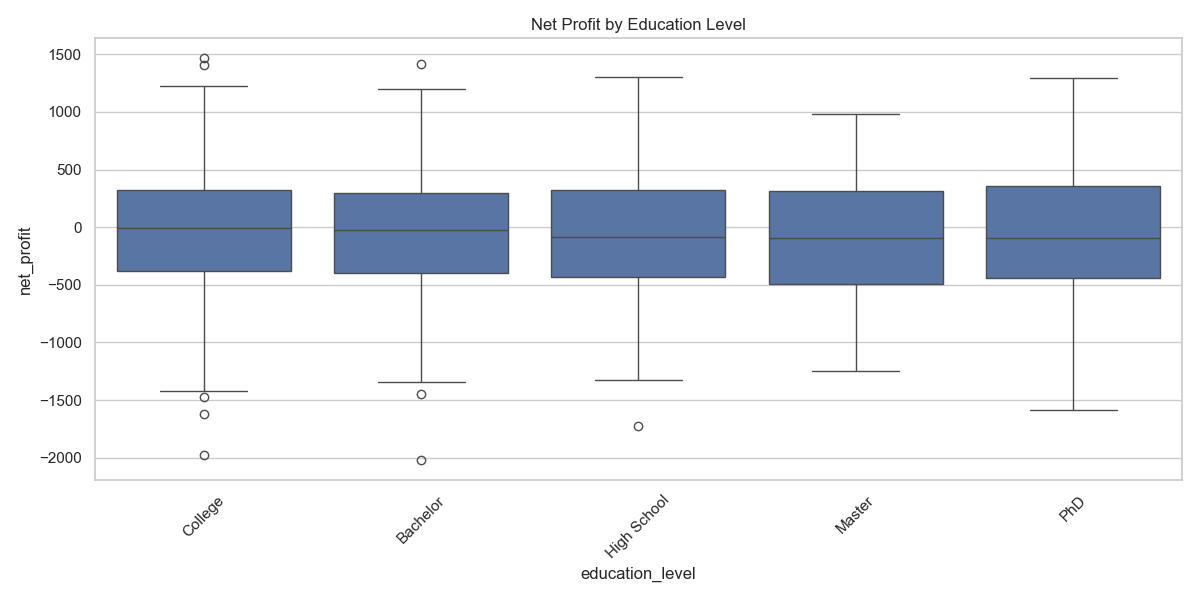 Net Profit by Education Level
net_profit
1500
1000
500
0
−500
−1000
−1500
−2000
College
Bachelor
High School
Master
PhD
education_level